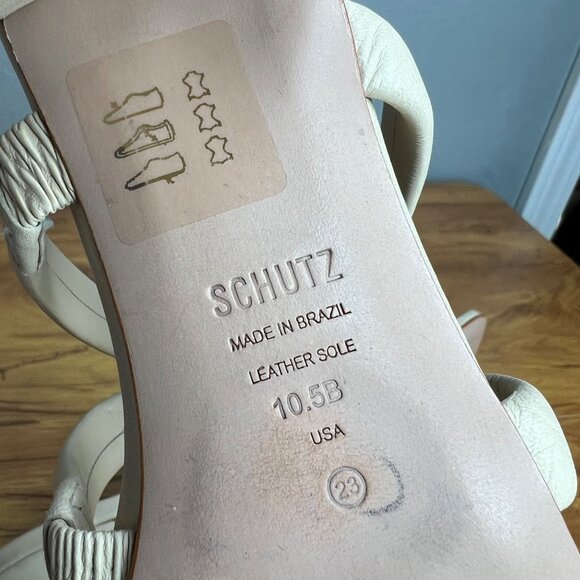 SCHUTZ
MADE IN BRAZIL
LEATHER SOLE
10.5B
USA
23